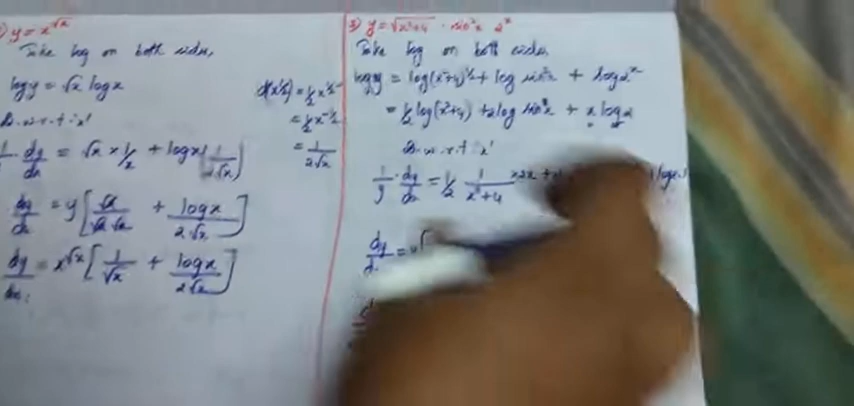 y = x^√x
Take log on both sides,
log y = √x log x
D.w.r.t 'x'
1/ · dy/dx = √x × 1/x + log x (1/2√x)
dy/dx = y [√x/√x √x + log x/2√x]
dy/dx = x^√x [1/√x + log x/2√x]
d(x^½) = ½ x^½-
= ½ x^-½
= 1/2√x
3) y = √x²+4 · sin²x 2^x
Take log on both sides
log y = log(x²+4)^½ + log sin²x + log 2^x
= ½ log(x²+4) + 2 log sin x + x log 2
D.w.r.t 'x'
1/y · dy/dx = ½ 1/x²+4 × 2x +
dy/d =